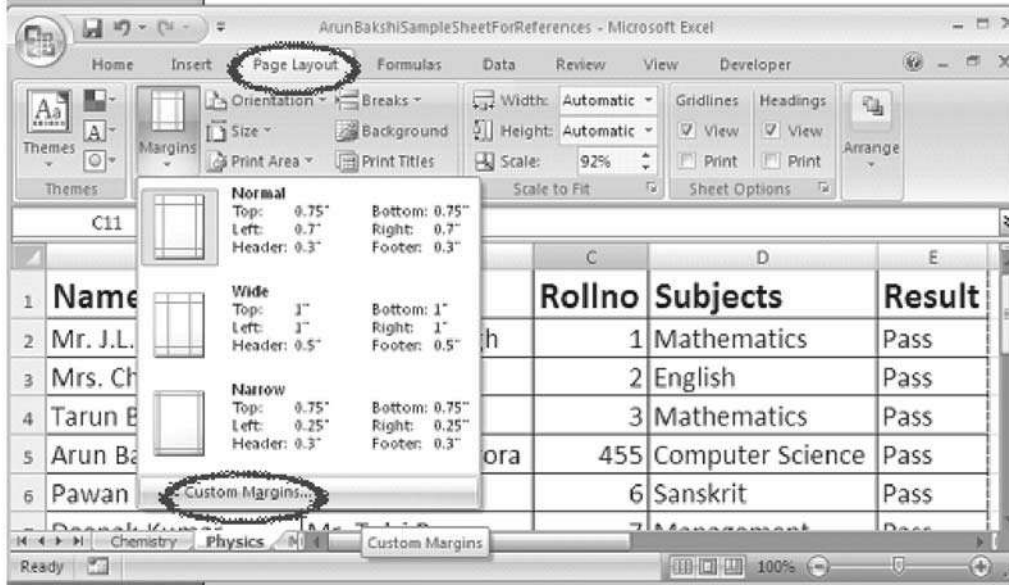 ArunBakshiSampleSheetForReferences - Microsoft Excel
Home Insert Page Layout Formulas Data Review View Developer
Aa Themes
Themes
A
Margins
Orientation
Size
Print Area
Breaks
Background
Print Titles
Width: Automatic
Height: Automatic
Scale: 92%
Scale to Fit
Gridlines Headings
View View
Print Print
Sheet Options
Arrange
C11
Normal
Top: 0.75" Bottom: 0.75"
Left: 0.7" Right: 0.7"
Header: 0.3" Footer: 0.3"
Wide
Top: 1" Bottom: 1"
Left: 1" Right: 1"
Header: 0.5" Footer: 0.5"
Narrow
Top: 0.75" Bottom: 0.75"
Left: 0.25" Right: 0.25"
Header: 0.3" Footer: 0.3"
Custom Margins...
C D E
1 Name Rollno Subjects Result
2 Mr. J.L. h 1 Mathematics Pass
3 Mrs. Ch 2 English Pass
4 Tarun B 3 Mathematics Pass
5 Arun Ba ora 455 Computer Science Pass
6 Pawan 6 Sanskrit Pass
Deepak Kumar Mr. 7 Management Pass
Chemistry Physics M
Custom Margins
Ready 100%